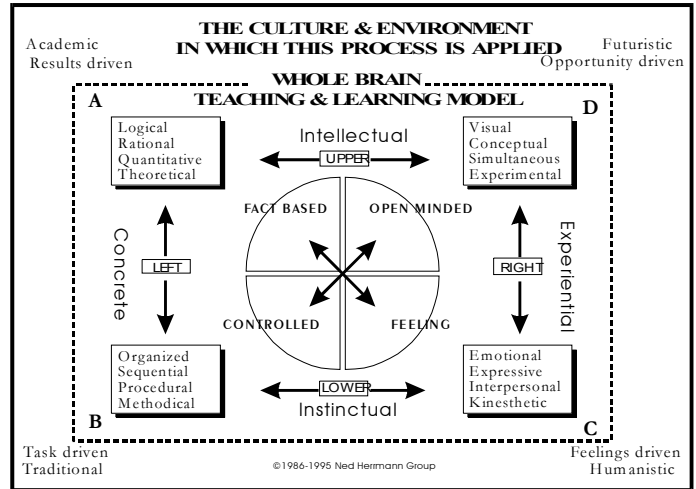 THE CULTURE & ENVIRONMENT
IN WHICH THIS PROCESS IS APPLIED
Academic
Results driven
Futuristic
Opportunity driven
WHOLE BRAIN
TEACHING & LEARNING MODEL
A
D
Logical
Rational
Quantitative
Theoretical
Intellectual
UPPER
Visual
Conceptual
Simultaneous
Experimental
FACT BASED
OPEN MINDED
Concrete
LEFT
RIGHT
Experiential
CONTROLLED
FEELING
Organized
Sequential
Procedural
Methodical
LOWER
Instinctual
Emotional
Expressive
Interpersonal
Kinesthetic
B
C
Task driven
Traditional
©1986-1995 Ned Herrmann Group
Feelings driven
Humanistic